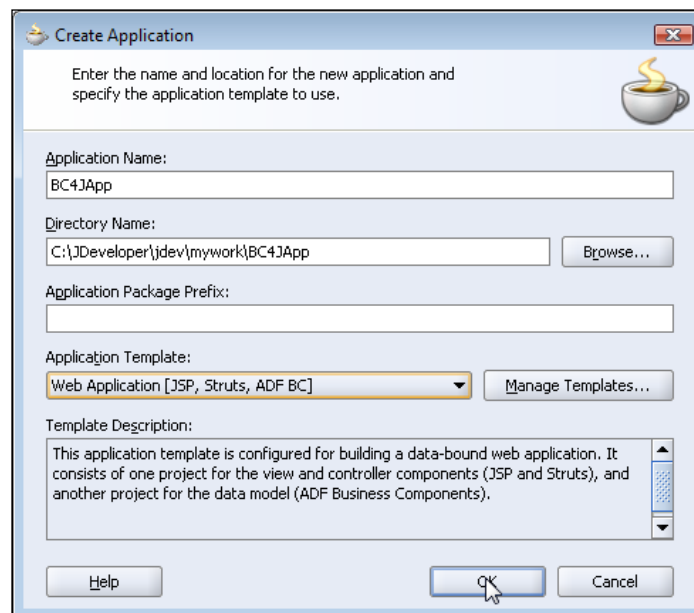 Create Application
Enter the name and location for the new application and
specify the application template to use.
Application Name:
BC4JApp
Directory Name:
C:\JDeveloper\jdev\mywork\BC4JApp
Browse...
Application Package Prefix:
Application Template:
Web Application [JSP, Struts, ADF BC]
Manage Templates...
Template Description:
This application template is configured for building a data-bound web application. It
consists of one project for the view and controller components (JSP and Struts), and
another project for the data model (ADF Business Components).
Help
OK
Cancel